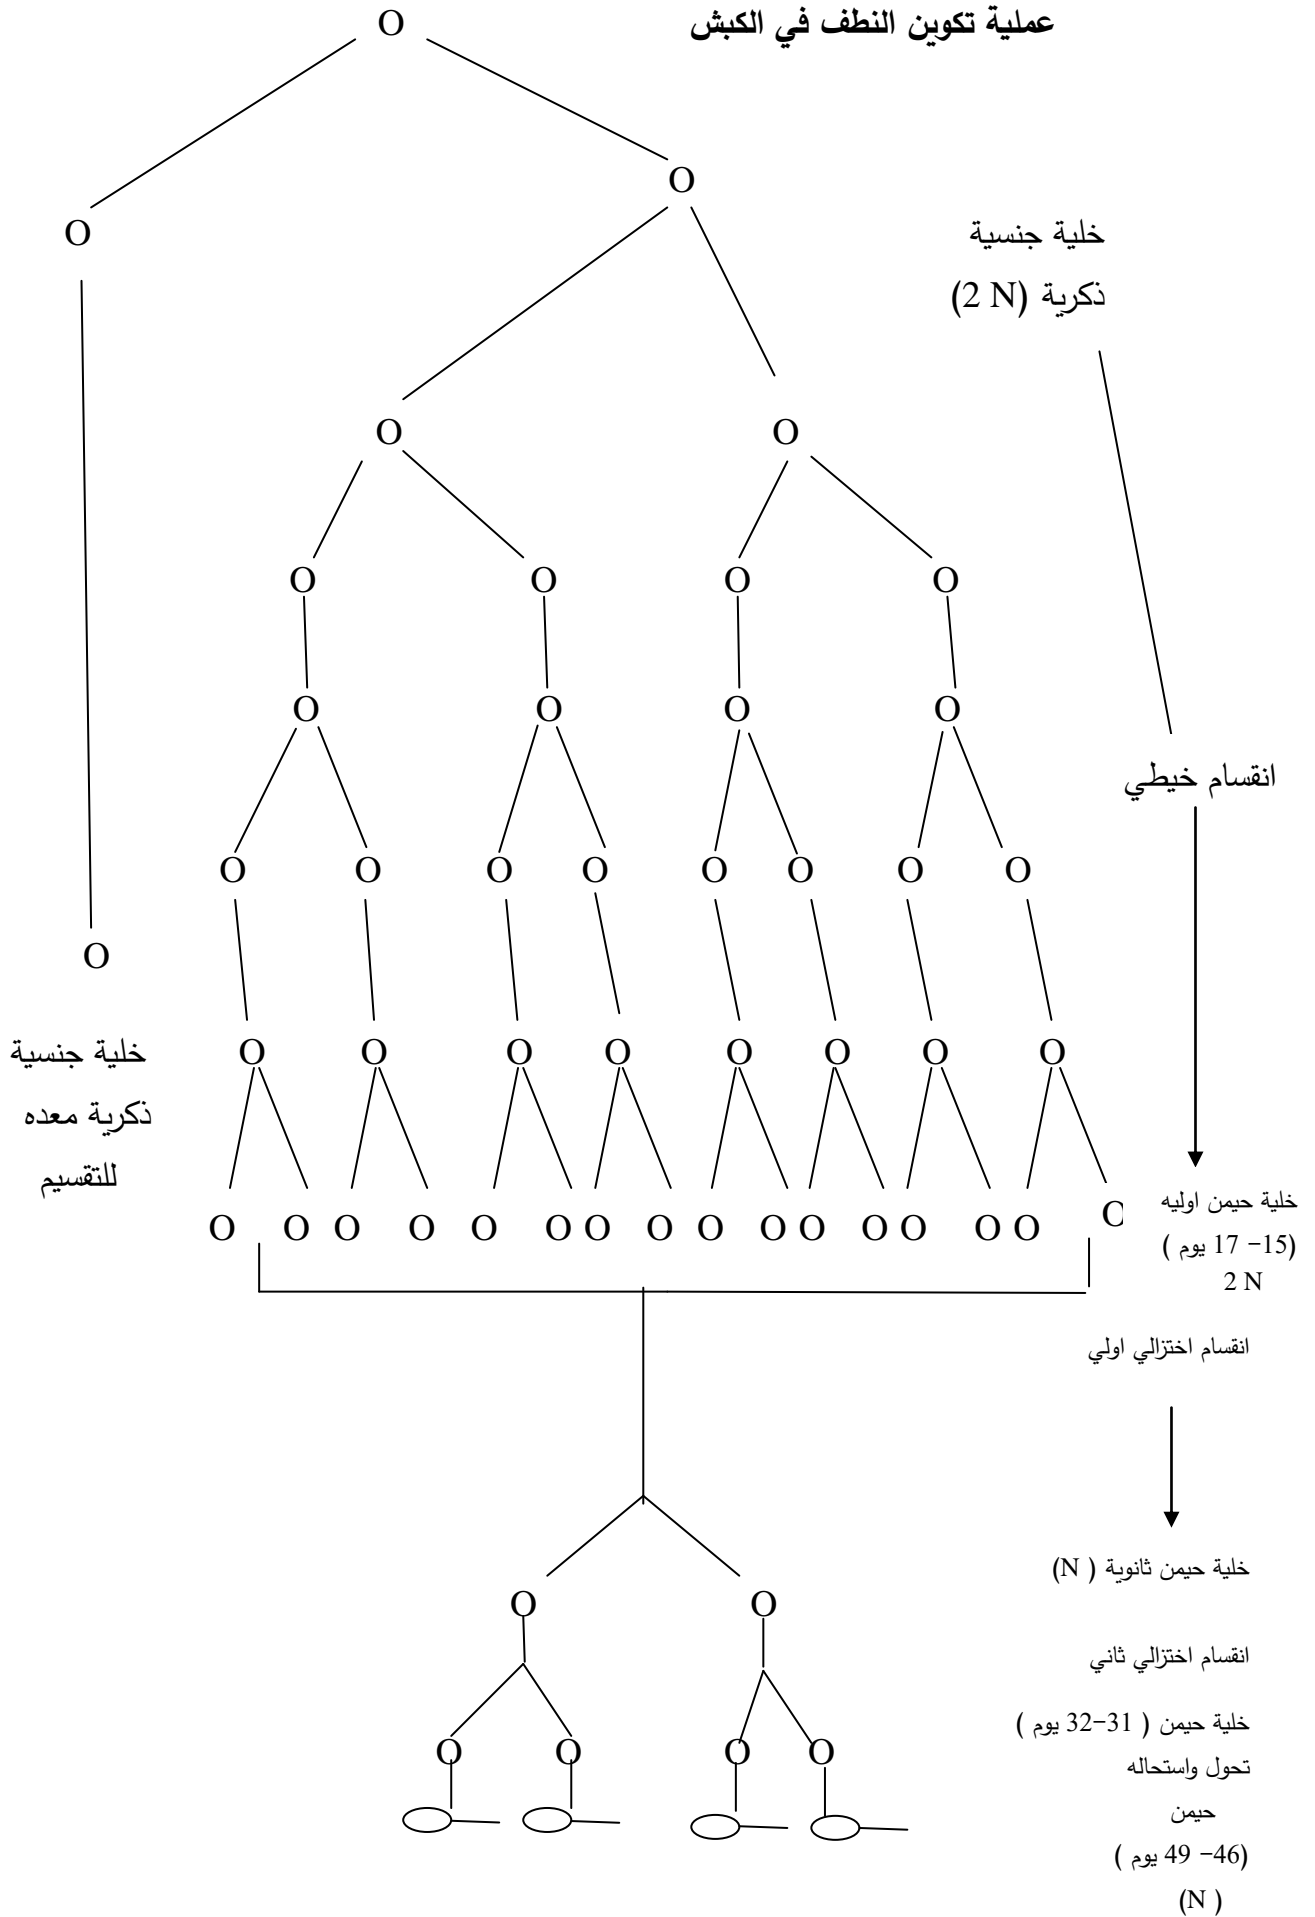 عملية تكوين النطف في الكبش
O
O
O
خلية جنسية
ذكرية (2 N)
O O
O O O O
O O O O
انقسام خيطي
O O O O O O O O
O
خلية جنسية
ذكرية معده
للتقسيم
O O O O O O O O
O O O O O O O O O O O O O O O O
خلية حيمن اوليه
(15– 17 يوم )
2 N
انقسام اختزالي اولي
خلية حيمن ثانوية ( N)
O O
انقسام اختزالي ثاني
خلية حيمن ( 31–32 يوم )
O O O O
تحول واستحاله
حيمن
(46– 49 يوم )
(N )